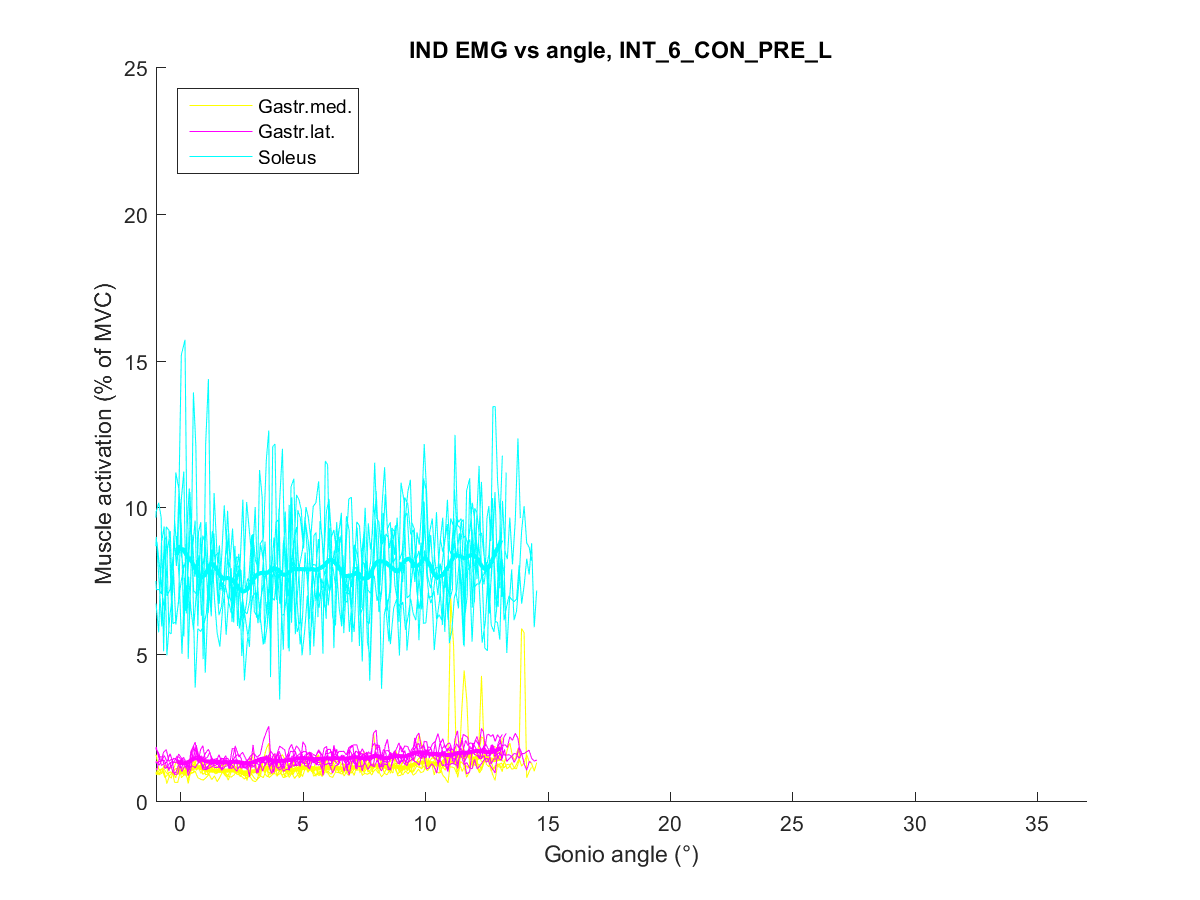 IND EMG vs angle, INT_6_CON_PRE_L
25
20
15
10
5
0
Muscle activation (% of MVC)
Gastr.med.
Gastr.lat.
Soleus
0 5 10 15 20 25 30 35
Gonio angle (°)